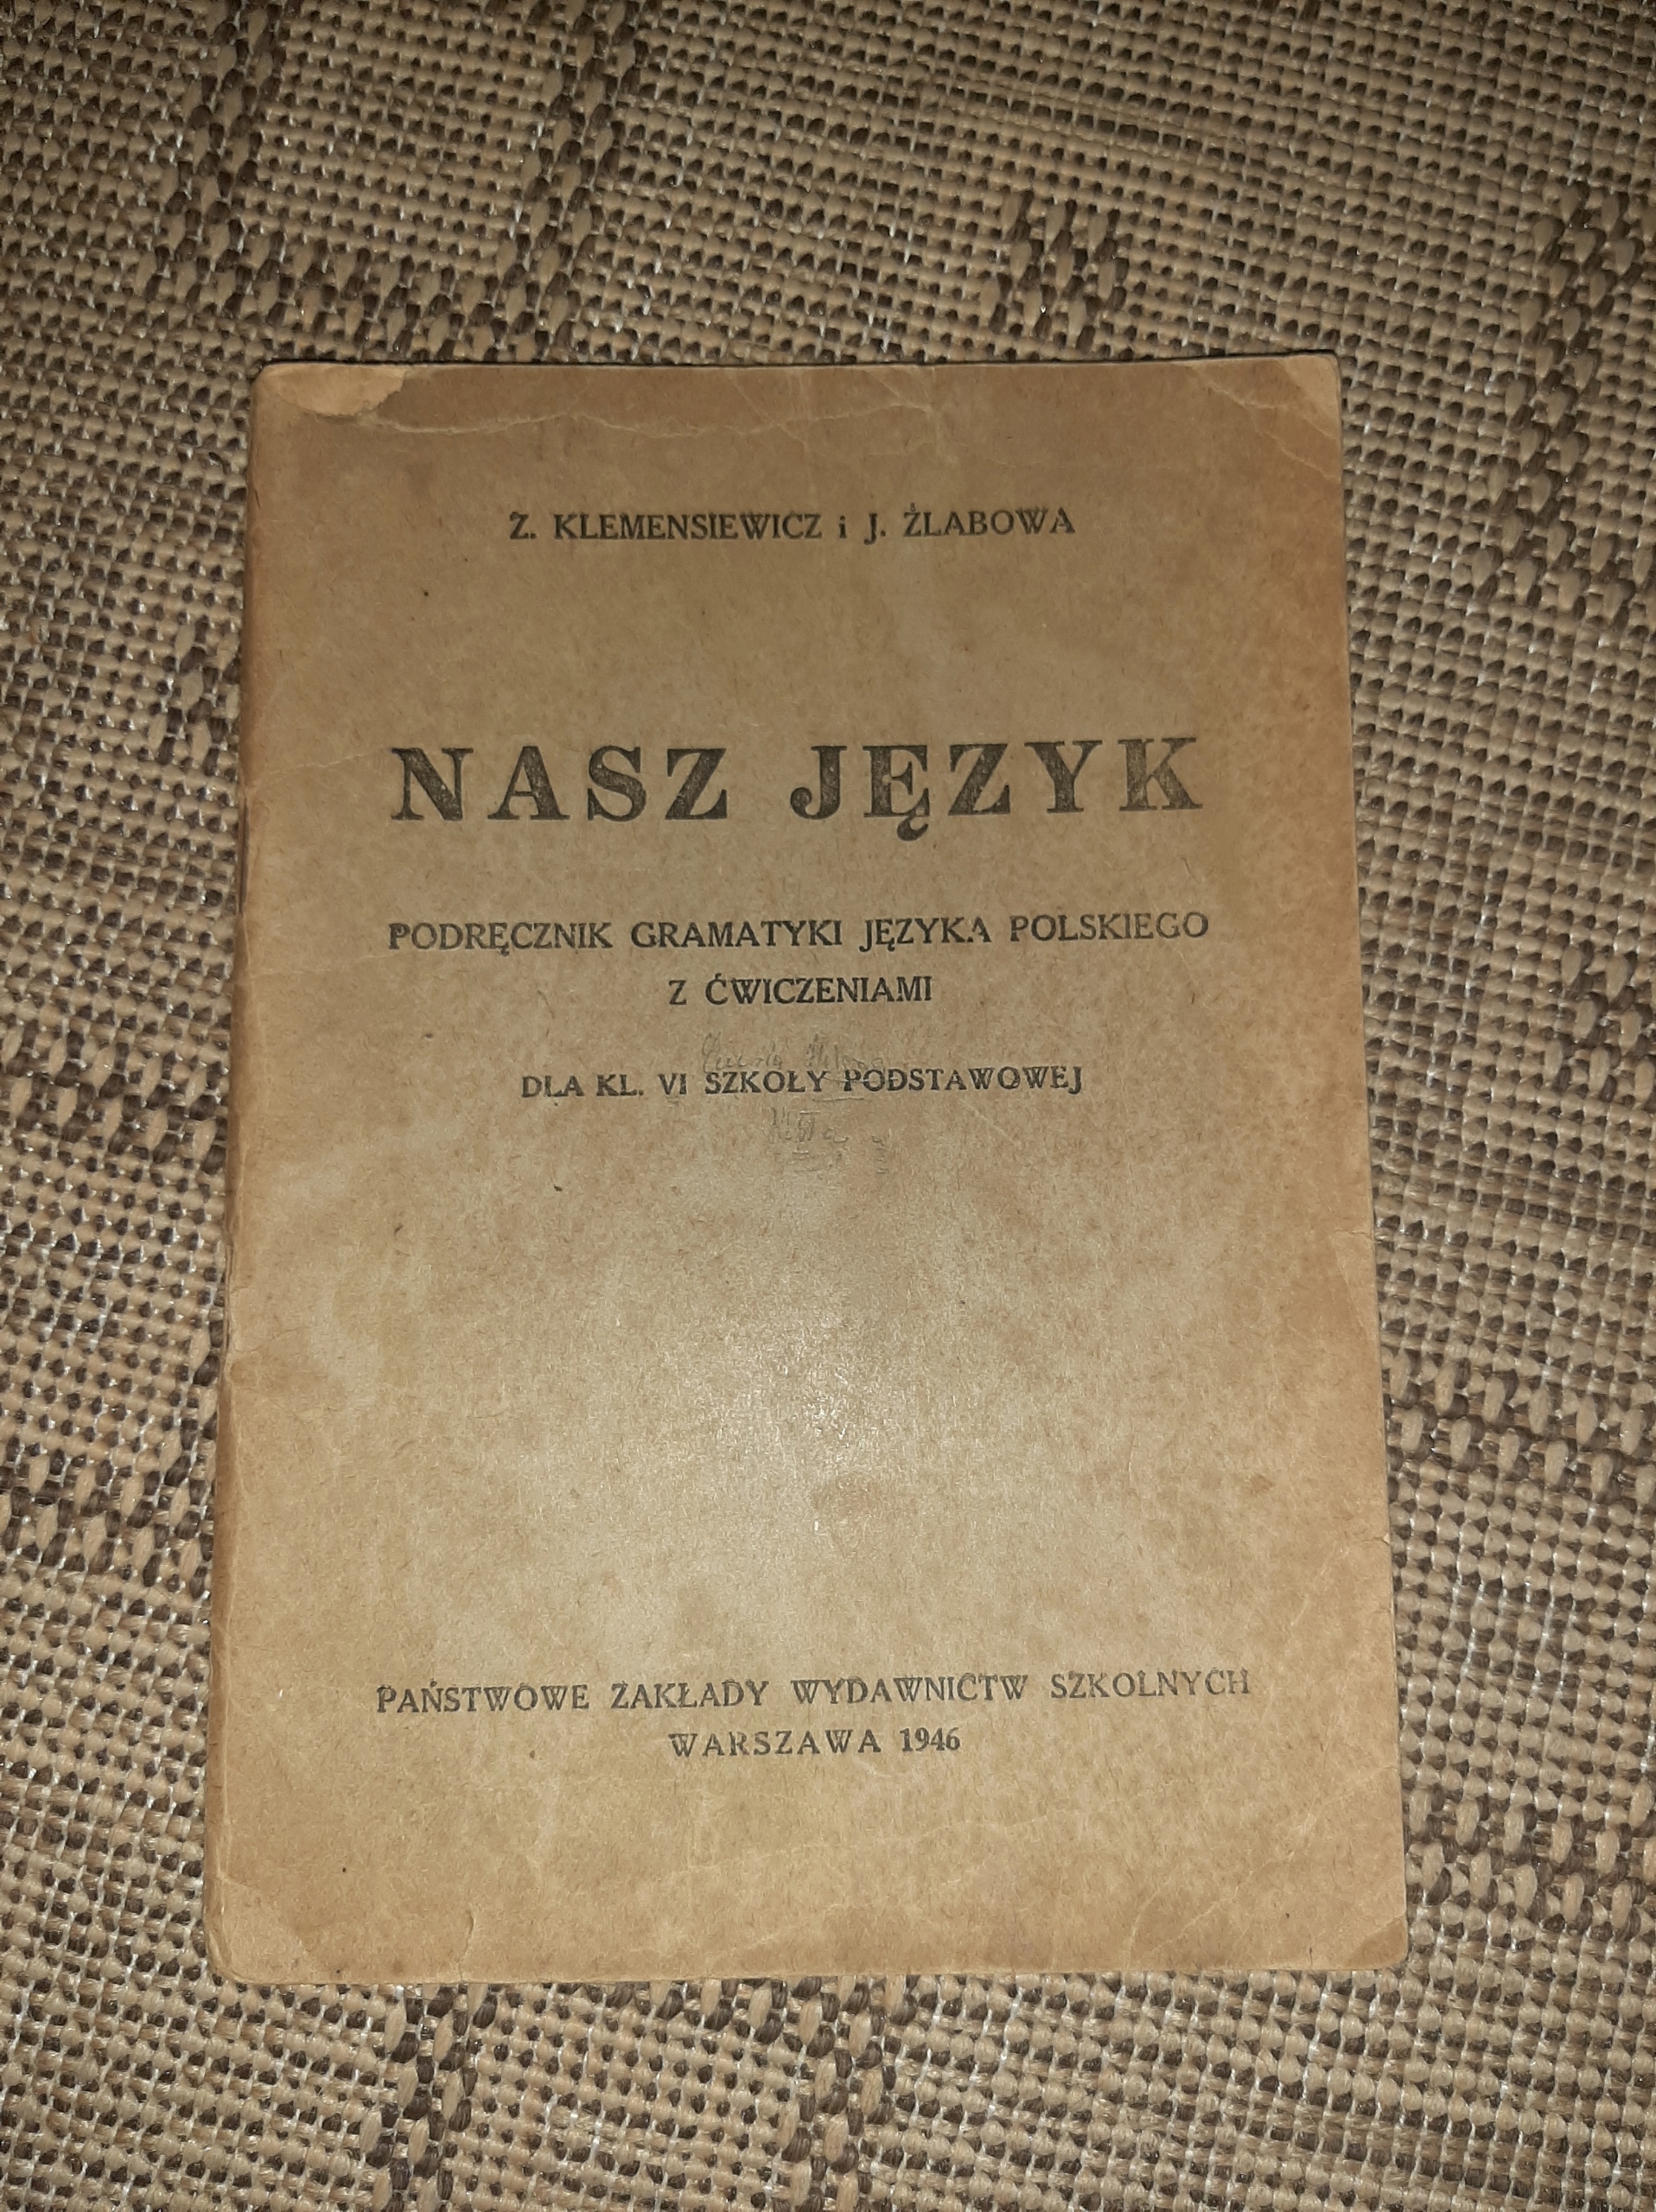 Z. KLEMENSIEWICZ i J. ŻLABOWA
NASZ JĘZYK
PODRĘCZNIK GRAMATYKI JĘZYKA POLSKIEGO
Z ĆWICZENIAMI
DLA KL. VI SZKOŁY PODSTAWOWEJ
PAŃSTWOWE ZAKŁADY WYDAWNICTW SZKOLNYCH
WARSZAWA 1946